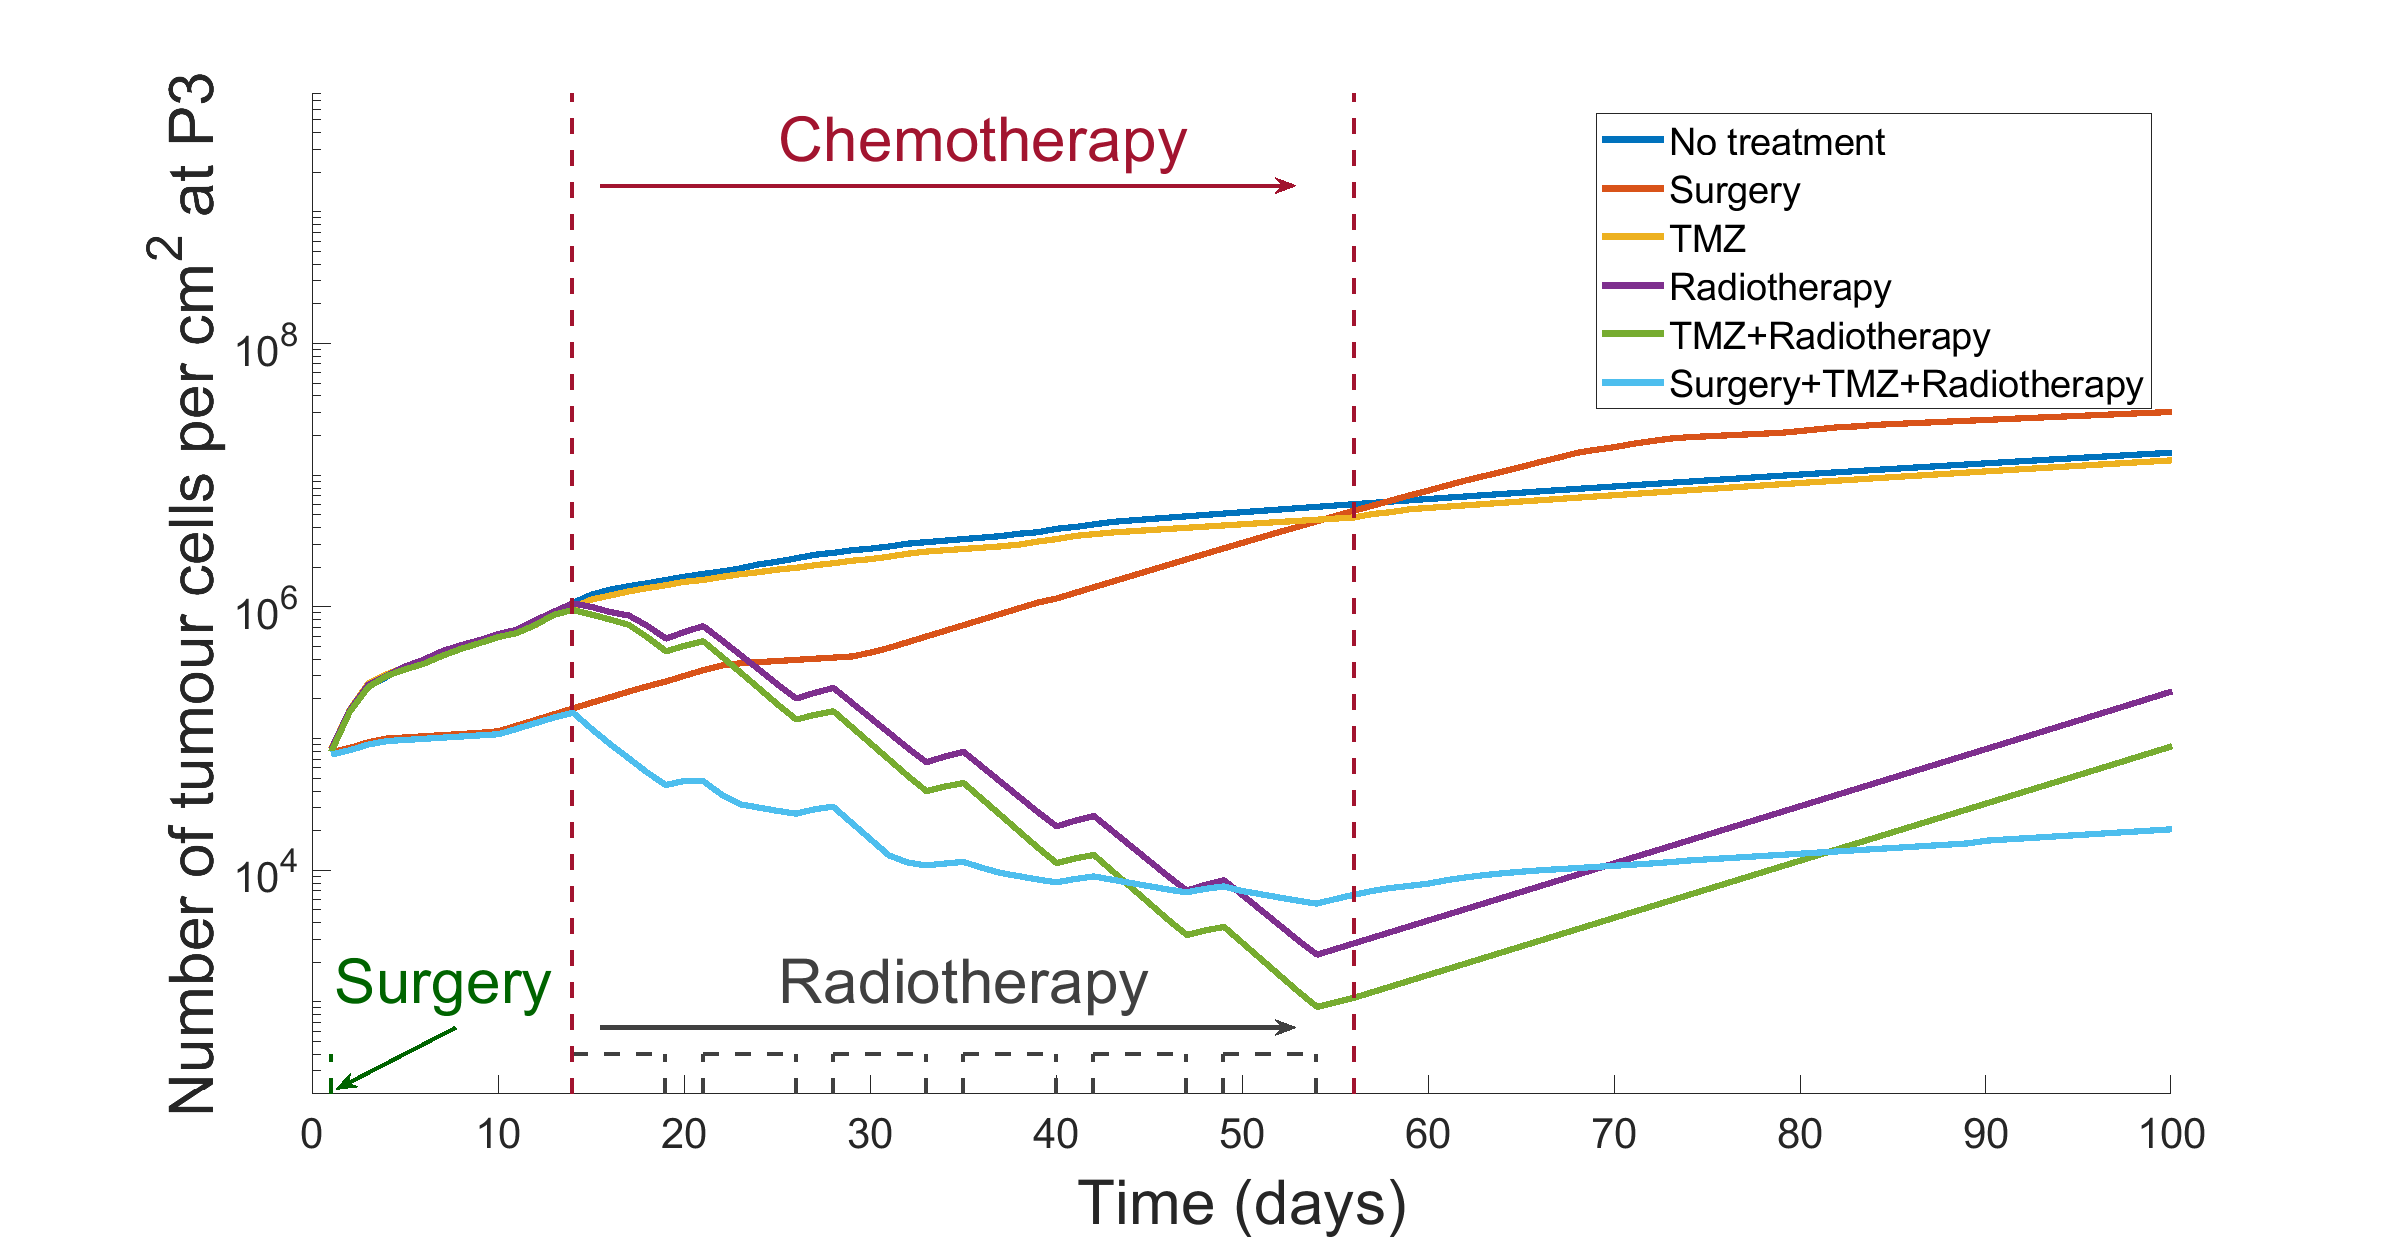 Number of tumour cells per cm² at P3
10⁸
10⁶
10⁴
Chemotherapy
No treatment
Surgery
TMZ
Radiotherapy
TMZ+Radiotherapy
Surgery+TMZ+Radiotherapy
Surgery
Radiotherapy
0 10 20 30 40 50 60 70 80 90 100
Time (days)